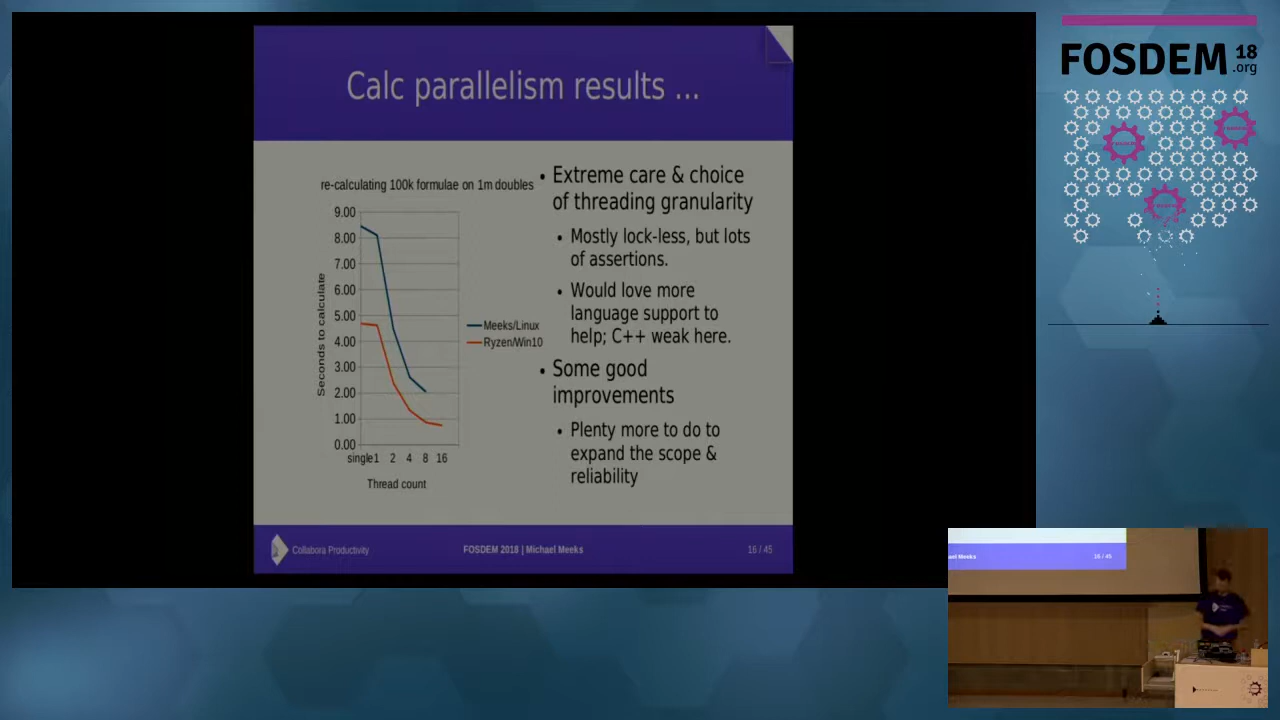 Calc parallelism results ...
re-calculating 100k formulae on 1m doubles
9.00
8.00
7.00
6.00
5.00
4.00
3.00
2.00
1.00
0.00
Seconds to calculate
single 1 2 4 8 16
Thread count
Meeks/Linux
Ryzen/Win10
• Extreme care & choice
of threading granularity
• Mostly lock-less, but lots
of assertions.
• Would love more
language support to
help; C++ weak here.
• Some good
improvements
• Plenty more to do to
expand the scope &
reliability
Collabora Productivity
FOSDEM 2018 | Michael Meeks
16 / 45
FOSDEM 18
.org
ael Meeks
16 / 45